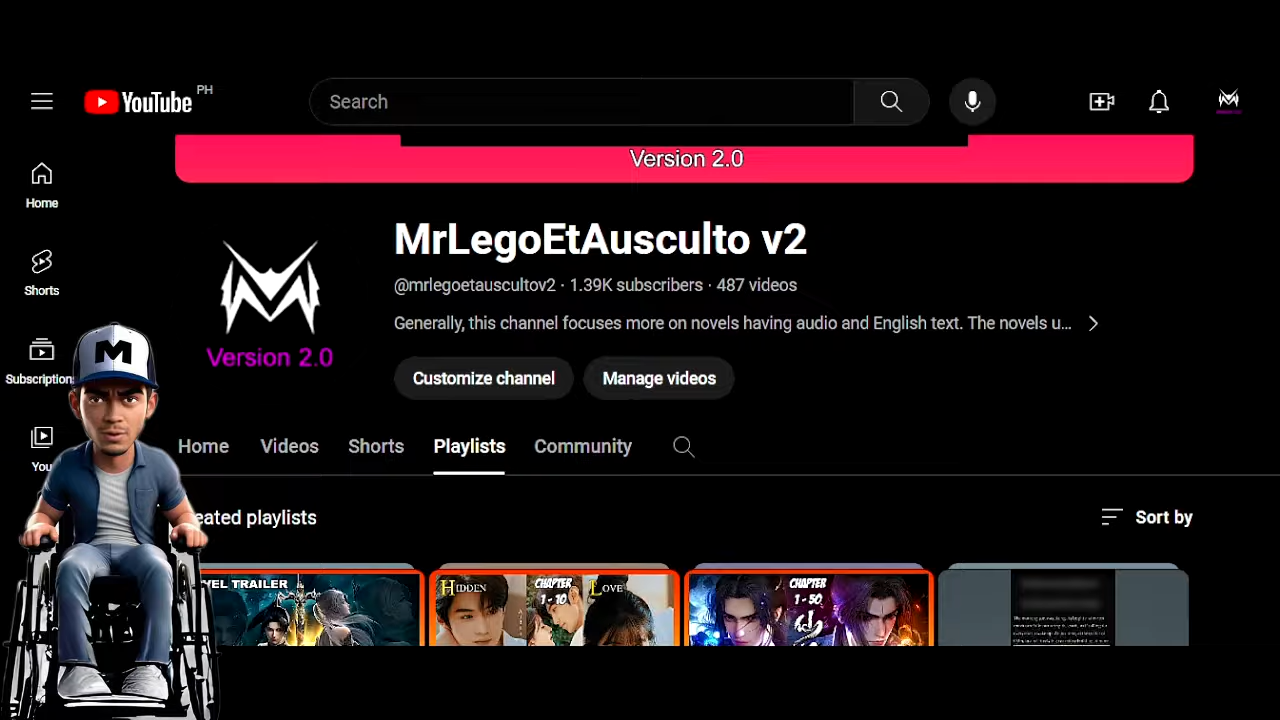 YouTube PH
Search
Version 2.0
Home
Shorts
Subscription
You
MrLegoEtAusculto v2
@mrlegoetauscultov2 · 1.39K subscribers · 487 videos
Generally, this channel focuses more on novels having audio and English text. The novels u...
Version 2.0
Customize channel
Manage videos
M
Home
Videos
Shorts
Playlists
Community
eated playlists
Sort by
VEL TRAILER
HIDDEN
CHAPTER
1 - 10
LOVE
CHAPTER
1 - 50